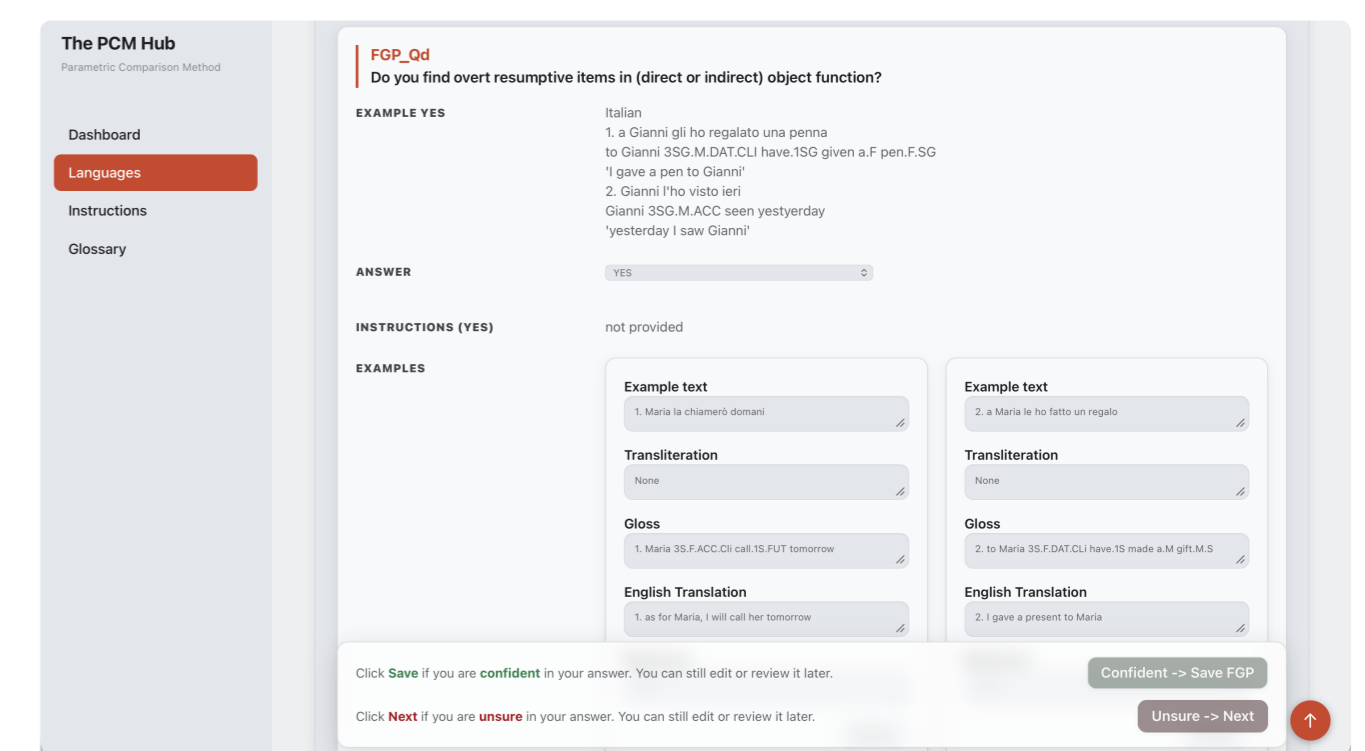 The PCM Hub
Parametric Comparison Method
Dashboard
Languages
Instructions
Glossary
FGP_Qd
Do you find overt resumptive items in (direct or indirect) object function?
EXAMPLE YES
Italian
1. a Gianni gli ho regalato una penna
to Gianni 3SG.M.DAT.CLI have.1SG given a.F pen.F.SG
'I gave a pen to Gianni'
2. Gianni l'ho visto ieri
Gianni 3SG.M.ACC seen yestyerday
'yesterday I saw Gianni'
ANSWER
YES
INSTRUCTIONS (YES)
not provided
EXAMPLES
Example text
1. Maria la chiamerò domani
Transliteration
None
Gloss
1. Maria 3S.F.ACC.Cli call.1S.FUT tomorrow
English Translation
1. as for Maria, I will call her tomorrow
Example text
2. a Maria le ho fatto un regalo
Transliteration
None
Gloss
2. to Maria 3S.F.DAT.CLi have.1S made a.M gift.M.S
English Translation
2. I gave a present to Maria
Click Save if you are confident in your answer. You can still edit or review it later.
Confident -> Save FGP
Click Next if you are unsure in your answer. You can still edit or review it later.
Unsure -> Next